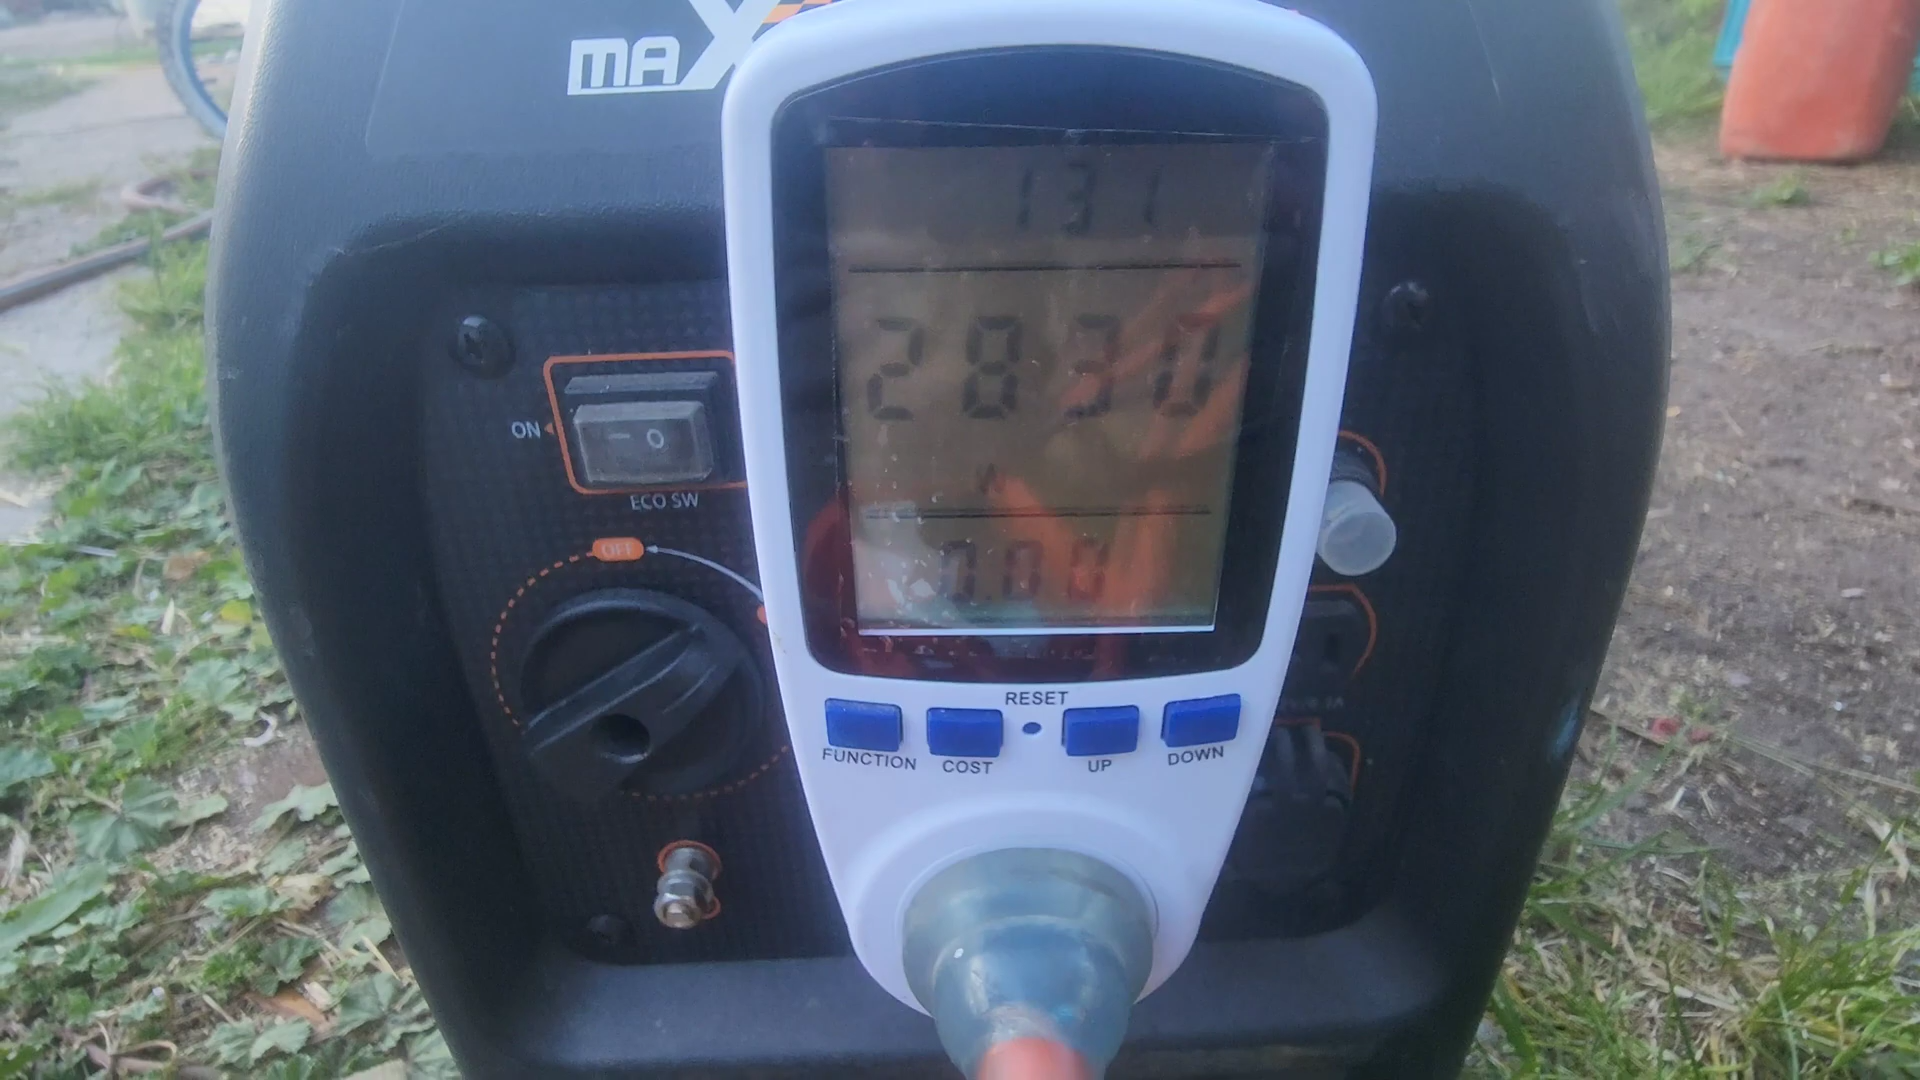 MAX
131
2830
W
0.00
ON
ECO SW
OFF
RESET
FUNCTION
COST
UP
DOWN